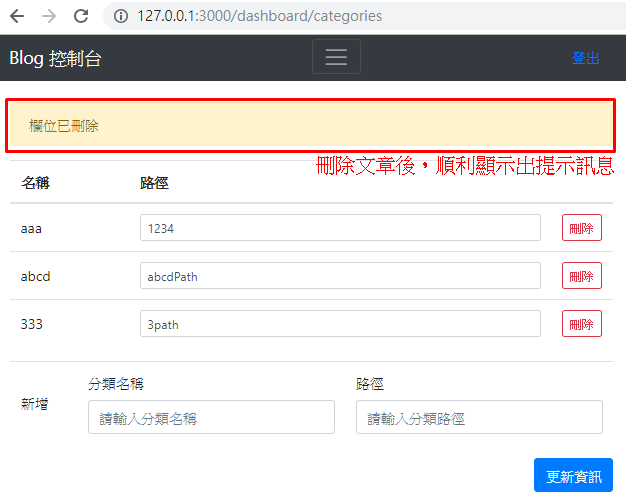 127.0.0.1:3000/dashboard/categories
Blog 控制台
登出
欄位已刪除
刪除文章後，順利顯示出提示訊息
名稱 路徑
aaa 1234 刪除
abcd abcdPath 刪除
333 3path 刪除
分類名稱 路徑
新增 請輸入分類名稱 請輸入分類路徑
更新資訊